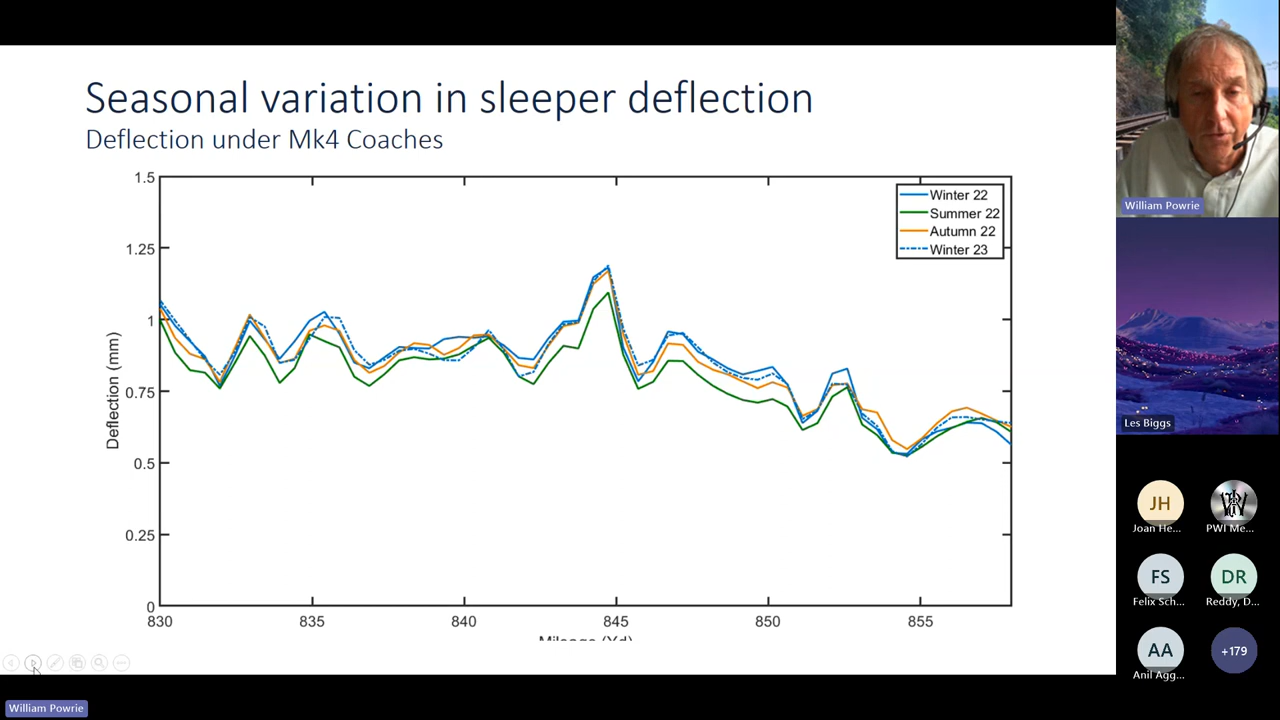 Seasonal variation in sleeper deflection
Deflection under Mk4 Coaches
1.5
1.25
1
0.75
0.5
0.25
0
Deflection (mm)
830
835
840
845
850
855
Mileage (Yd)
Winter 22
Summer 22
Autumn 22
Winter 23
William Powrie
William Powrie
Les Biggs
JH
Joan He...
PWI Me...
FS
Felix Sch...
DR
Reddy, D...
AA
Anil Agg...
+179